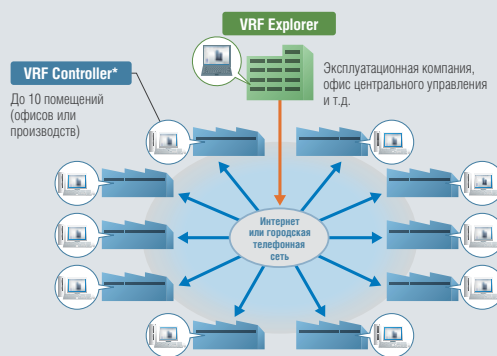 VRF Explorer
VRF Controller*
До 10 помещений
(офисов или
производств)
Эксплуатационная компания,
офис центрального управления
и т.д.
Интернет
или городская
телефонная
сеть